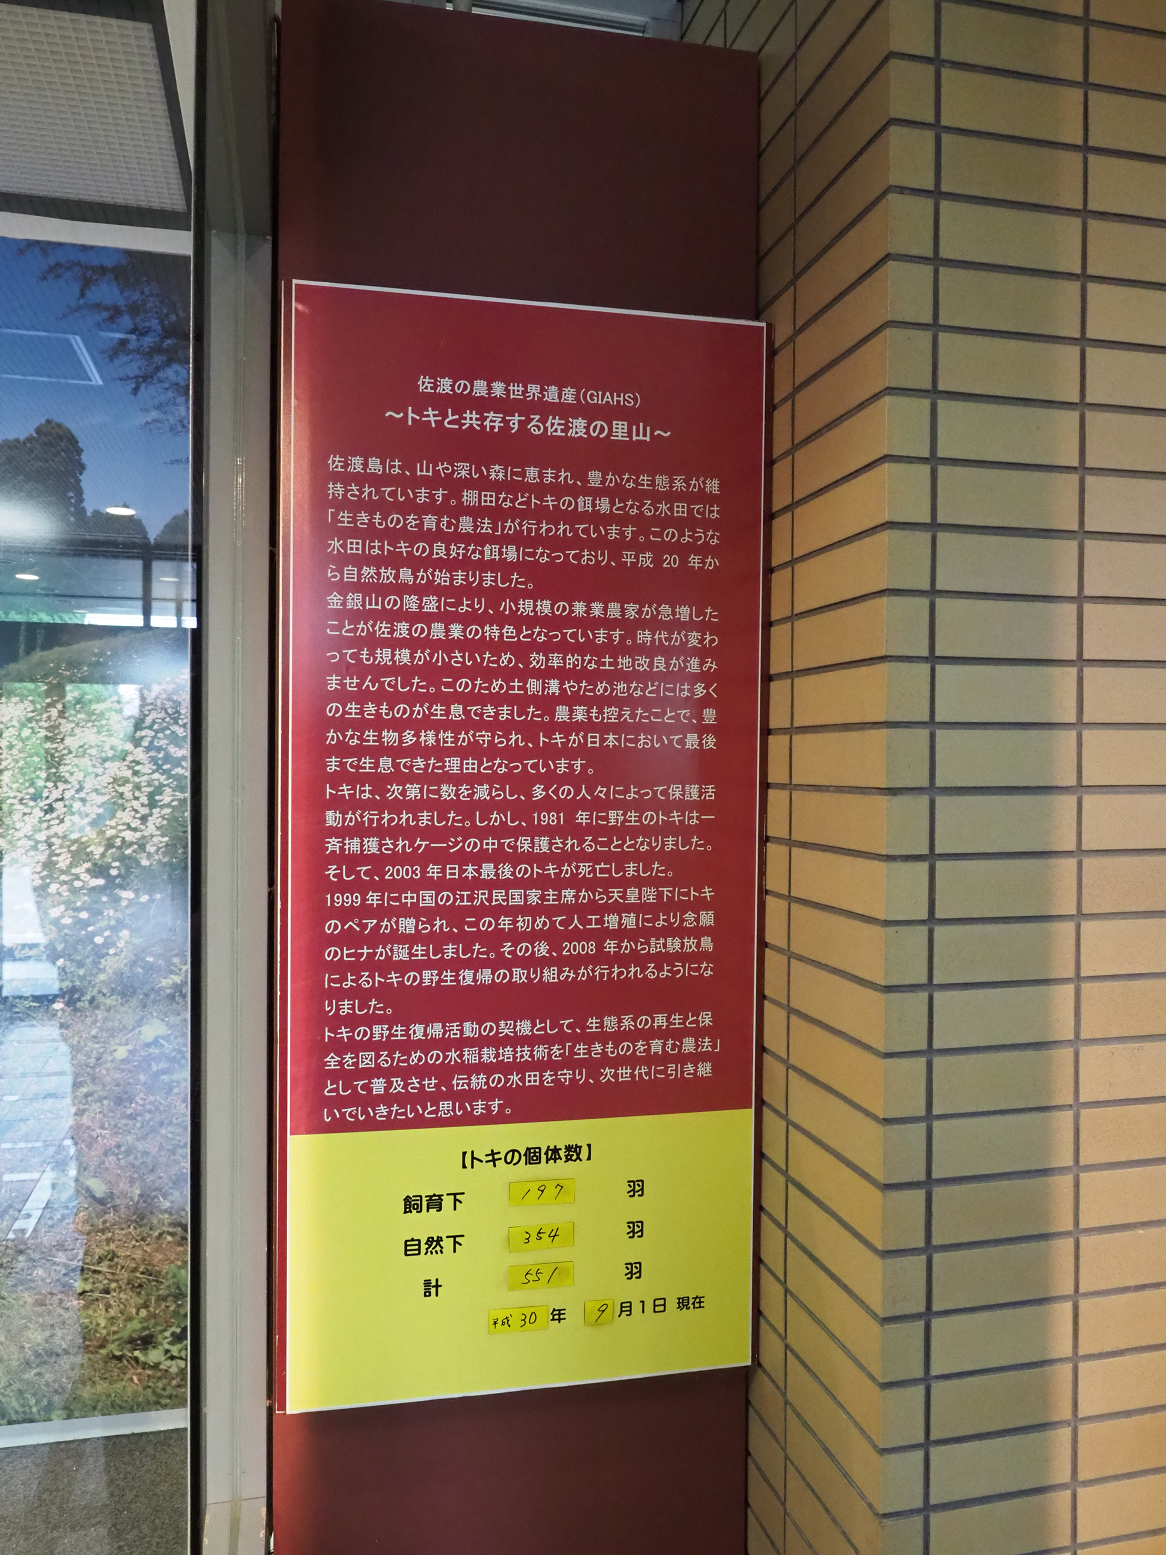 佐渡の農業世界遺産(GIAHS)
～トキと共存する佐渡の里山～
佐渡島は、山や深い森に恵まれ、豊かな生態系が維
持されています。棚田などトキの餌場となる水田では
「生きものを育む農法」が行われています。このような
水田はトキの良好な餌場になっており、平成 20 年か
ら自然放鳥が始まりました。
金銀山の隆盛により、小規模の兼業農家が急増した
ことが佐渡の農業の特色となっています。時代が変わ
っても規模が小さいため、効率的な土地改良が進み
ませんでした。このため土側溝やため池などには多く
の生きものが生息できました。農薬も控えたことで、豊
かな生物多様性が守られ、トキが日本において最後
まで生息できた理由となっています。
トキは、次第に数を減らし、多くの人々によって保護活
動が行われました。しかし、1981 年に野生のトキは一
斉捕獲されケージの中で保護されることとなりました。
そして、2003 年日本最後のトキが死亡しました。
1999 年に中国の江沢民国家主席から天皇陛下にトキ
のペアが贈られ、この年初めて人工増殖により念願
のヒナが誕生しました。その後、2008 年から試験放鳥
によるトキの野生復帰の取り組みが行われるようにな
りました。
トキの野生復帰活動の契機として、生態系の再生と保
全を図るための水稲栽培技術を「生きものを育む農法」
として普及させ、伝統の水田を守り、次世代に引き継
いでいきたいと思います。
【トキの個体数】
飼育下 197 羽
自然下 354 羽
計 551 羽
平成 30 年 9 月1日 現在